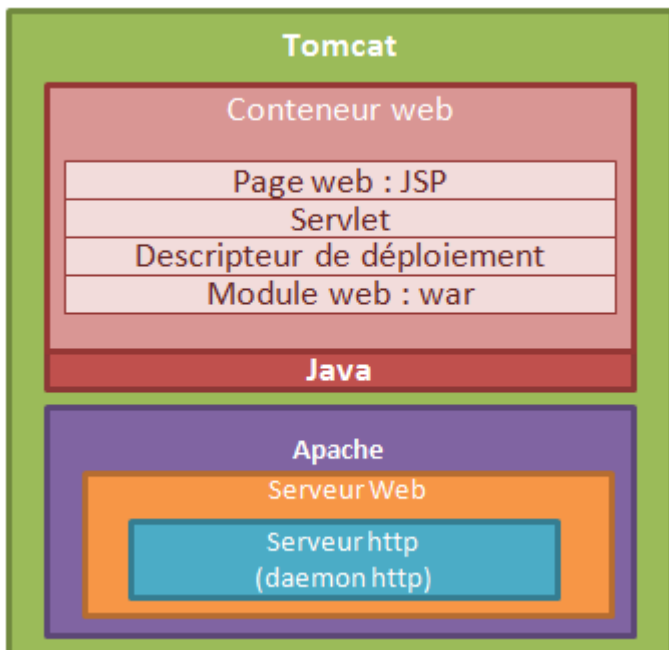 Tomcat
Conteneur web
Page web : JSP
Servlet
Descripteur de déploiement
Module web : war
Java
Apache
Serveur Web
Serveur http
(daemon http)